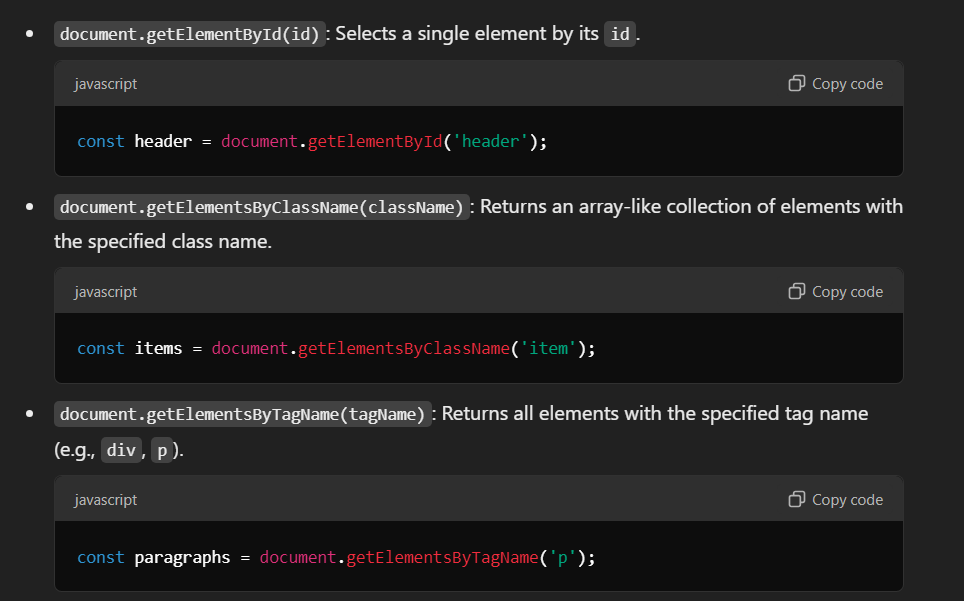 document.getElementById(id): Selects a single element by its id.
javascript Copy code
const header = document.getElementById('header');
document.getElementsByClassName(className): Returns an array-like collection of elements with
the specified class name.
javascript Copy code
const items = document.getElementsByClassName('item');
document.getElementsByTagName(tagName): Returns all elements with the specified tag name
(e.g., div, p).
javascript Copy code
const paragraphs = document.getElementsByTagName('p');